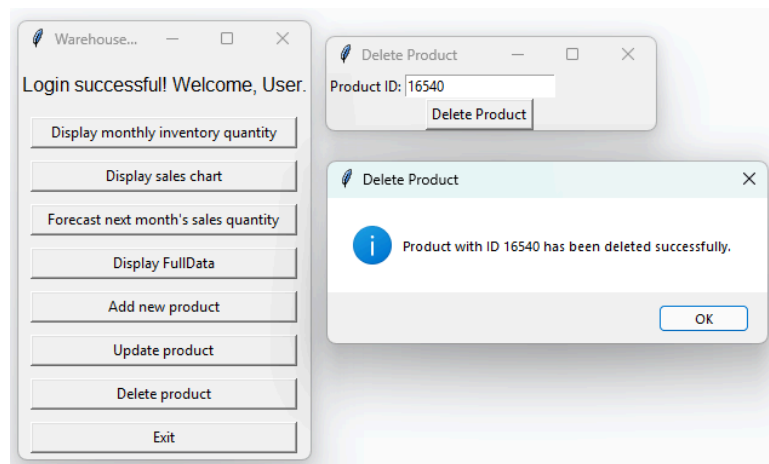 Warehouse...
Login successful! Welcome, User.
Display monthly inventory quantity
Display sales chart
Forecast next month's sales quantity
Display FullData
Add new product
Update product
Delete product
Exit
Delete Product
Product ID: 16540
Delete Product
Delete Product
Product with ID 16540 has been deleted successfully.
OK